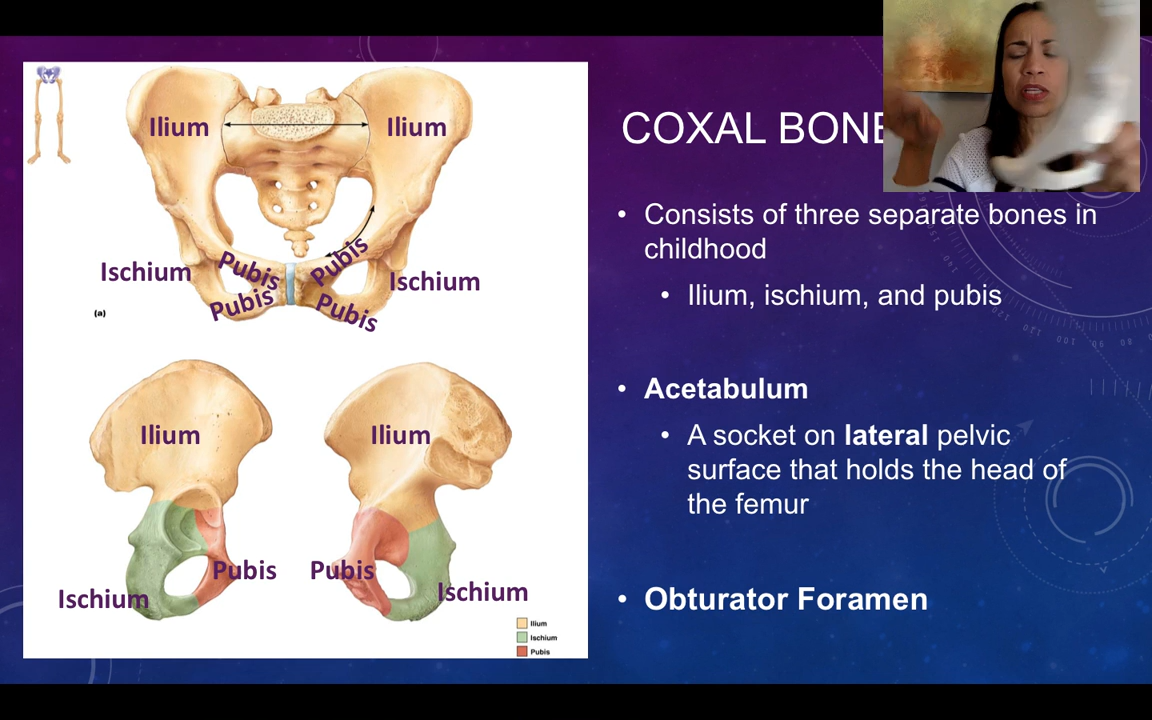 Ilium
Ilium
Ischium
Pubis
Pubis
Ischium
Pubis
Pubis
(a)
Ilium
Ilium
Pubis
Pubis
Ischium
Ischium
Ilium
Ischium
Pubis
COXAL BONE
• Consists of three separate bones in
childhood
• Ilium, ischium, and pubis
• Acetabulum
• A socket on lateral pelvic
surface that holds the head of
the femur
• Obturator Foramen